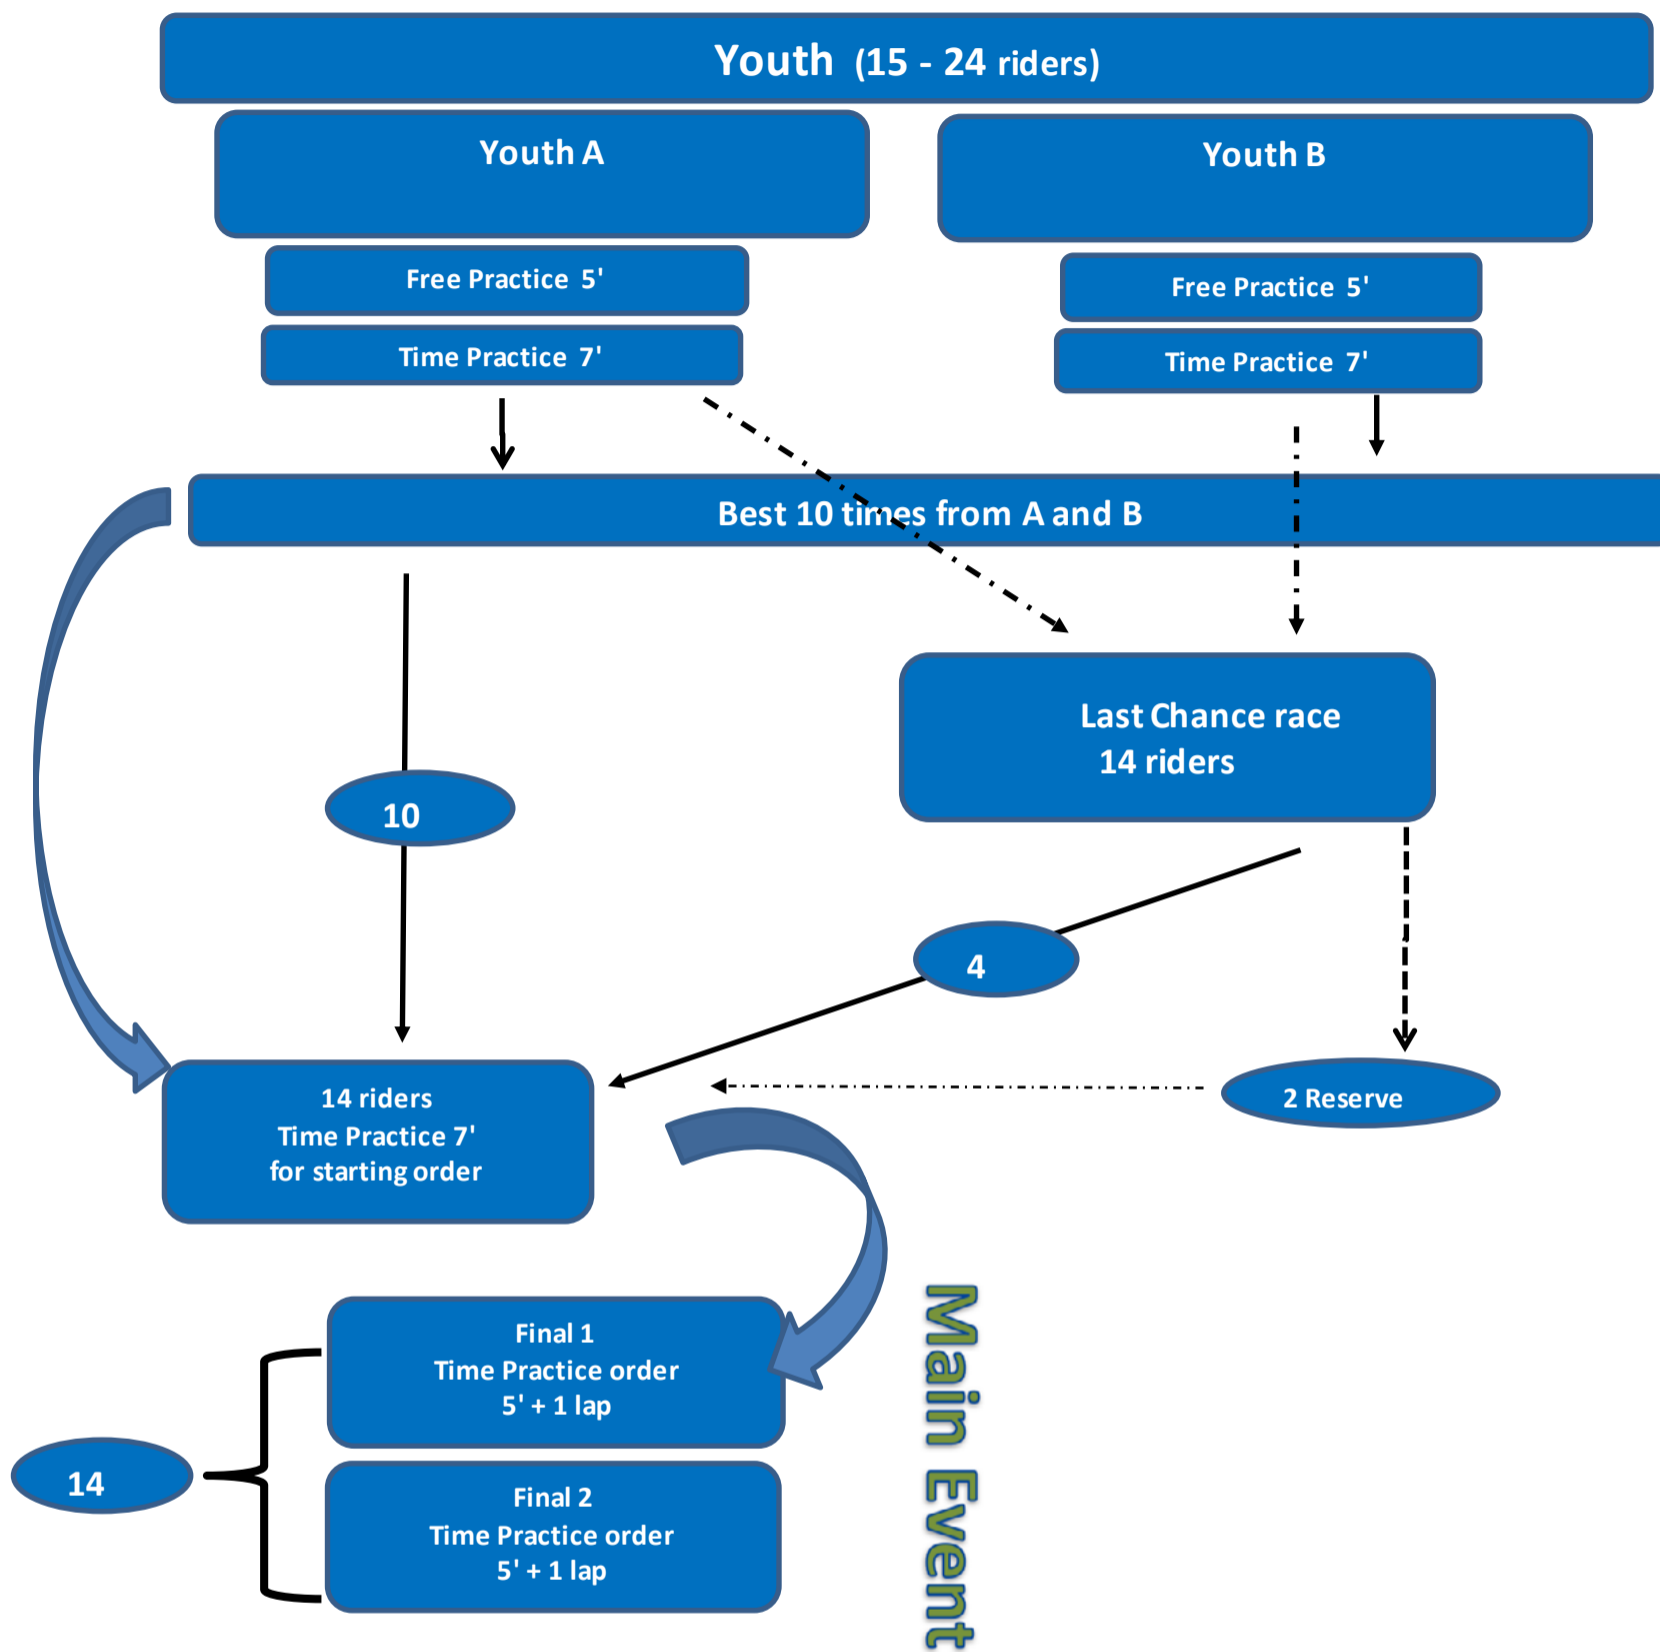 Youth (15 - 24 riders)
Youth A
Youth B
Free Practice 5'
Free Practice 5'
Time Practice 7'
Time Practice 7'
Best 10 times from A and B
Last Chance race
14 riders
10
4
14 riders
Time Practice 7'
for starting order
2 Reserve
Main Event
Final 1
Time Practice order
5' + 1 lap
14
Final 2
Time Practice order
5' + 1 lap